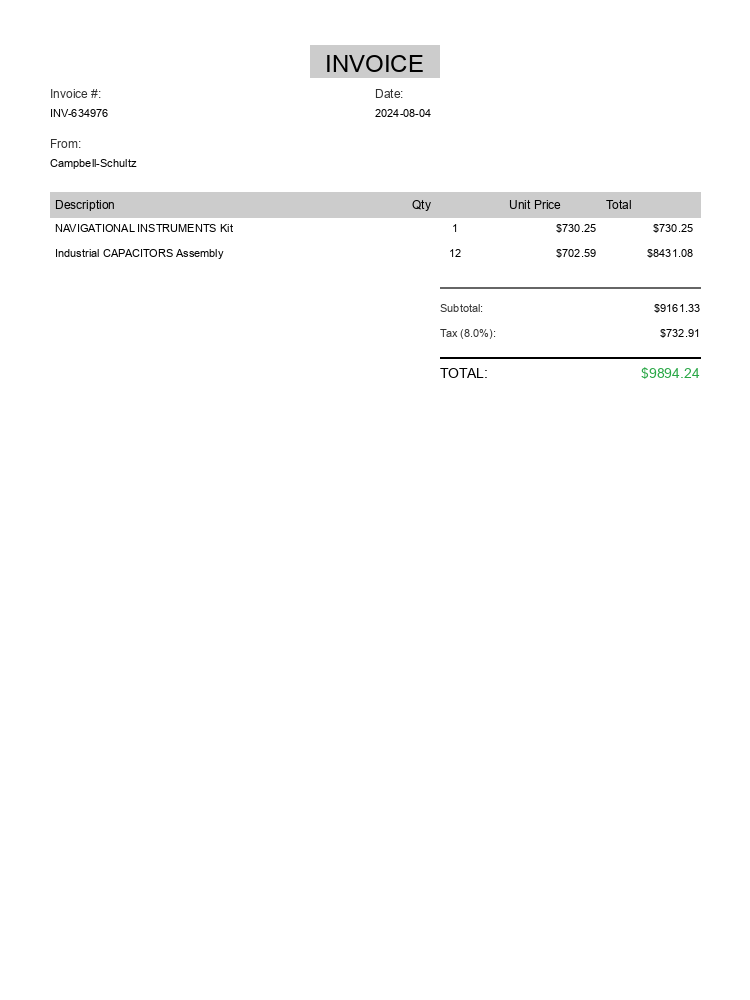 INVOICE
Invoice #: Date:
INV-634976 2024-08-04
From:
Campbell-Schultz
Description Qty Unit Price Total
NAVIGATIONAL INSTRUMENTS Kit 1 $730.25 $730.25
Industrial CAPACITORS Assembly 12 $702.59 $8431.08
Subtotal: $9161.33
Tax (8.0%): $732.91
TOTAL: $9894.24